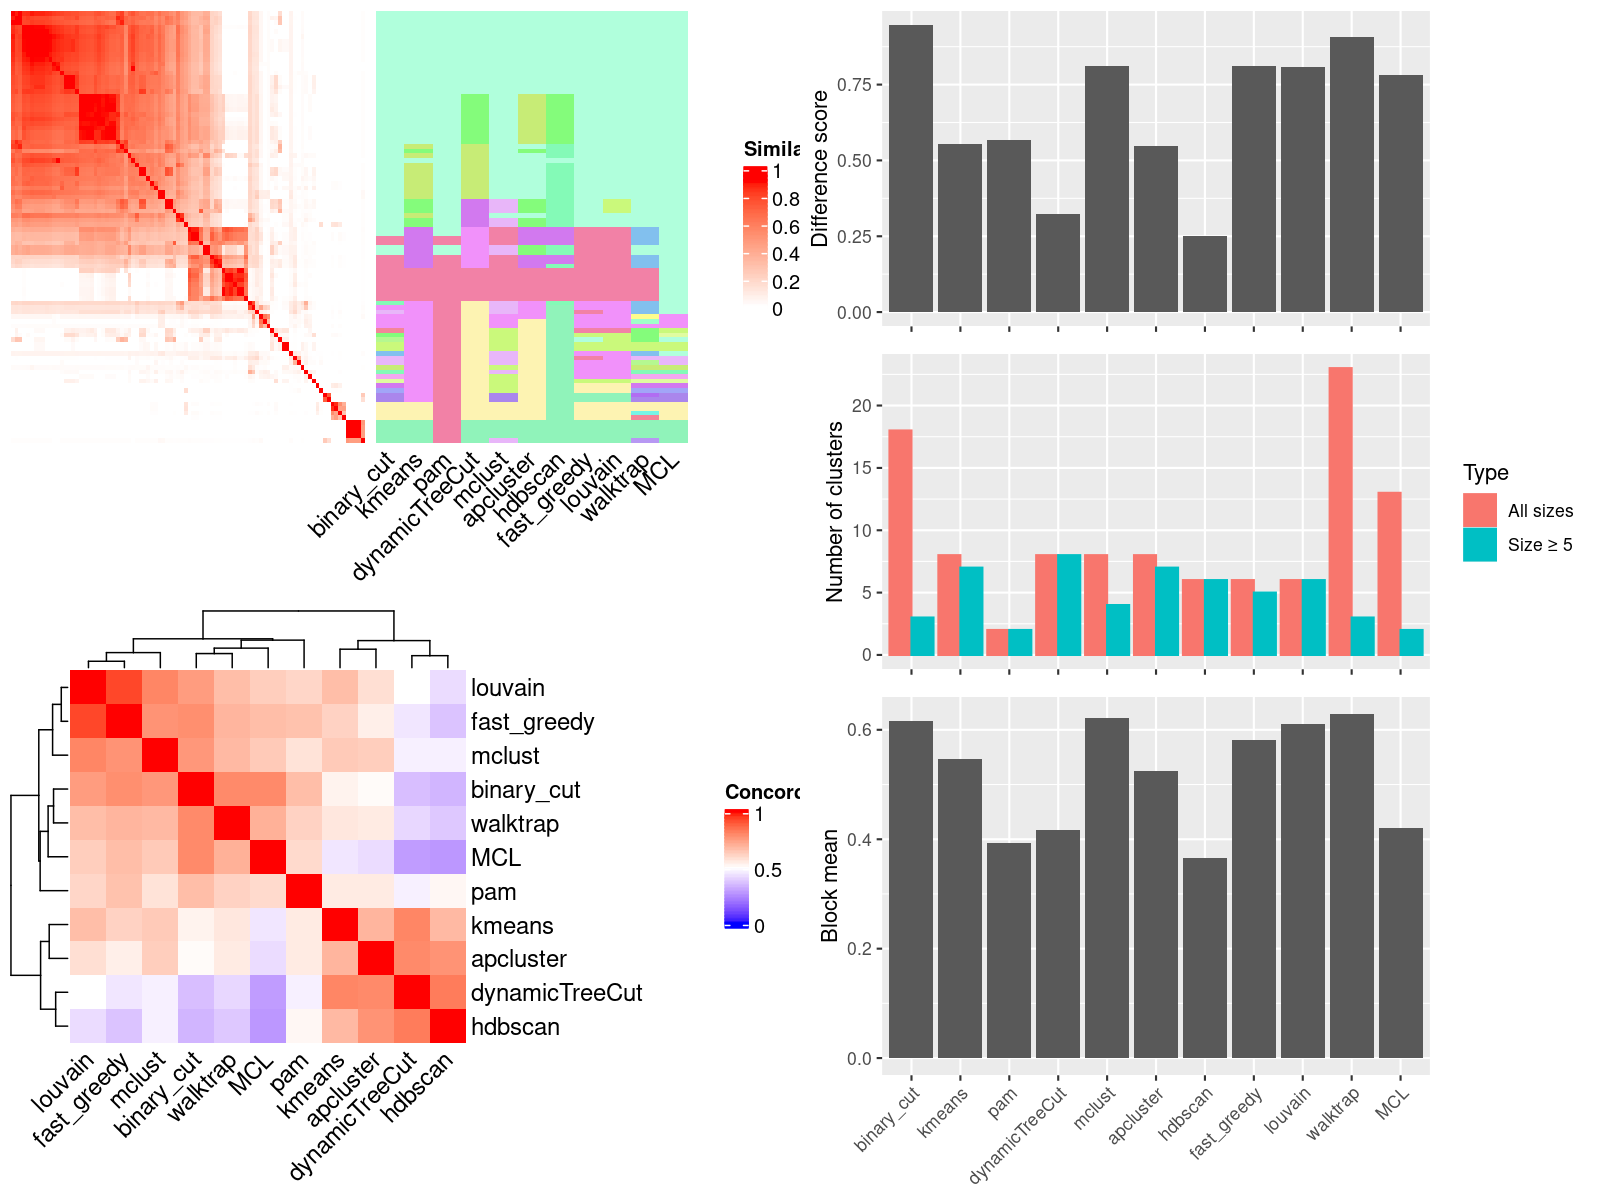 Simila
1
0.8
0.6
0.4
0.2
0
binary_cut
kmeans
pam
dynamicTreeCut
mclust
apcluster
hdbscan
fast_greedy
louvain
walktrap
MCL
louvain
fast_greedy
mclust
binary_cut
walktrap
MCL
pam
kmeans
apcluster
dynamicTreeCut
hdbscan
louvain
fast_greedy
mclust
binary_cut
walktrap
MCL
pam
kmeans
apcluster
dynamicTreeCut
hdbscan
Concord
1
0.5
0
Difference score
0.75
0.50
0.25
0.00
Number of clusters
20
15
10
5
0
Type
All sizes
Size ≥ 5
Block mean
0.6
0.4
0.2
0.0
binary_cut
kmeans
pam
dynamicTreeCut
mclust
apcluster
hdbscan
fast_greedy
louvain
walktrap
MCL